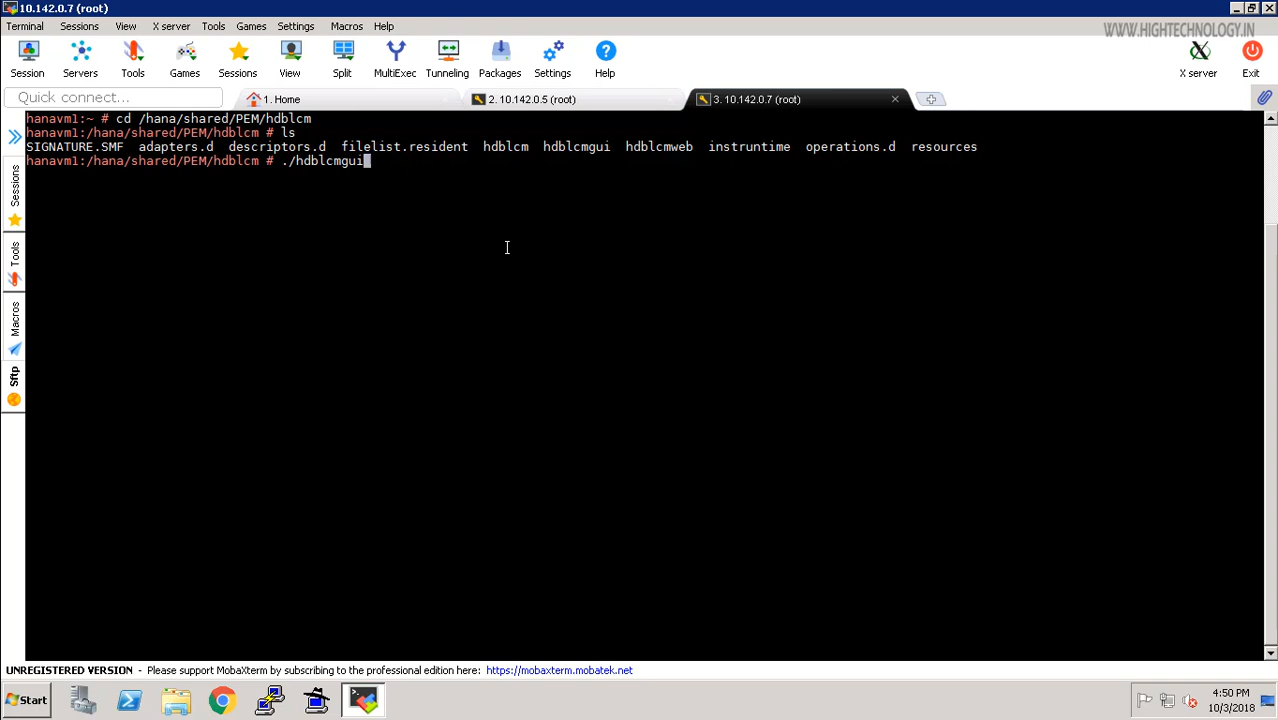 10.142.0.7 (root)
Terminal Sessions View X server Tools Games Settings Macros Help
WWW.HIGHTECHNOLOGY.IN
Session Servers Tools Games Sessions View Split MultiExec Tunneling Packages Settings Help X server Exit
Quick connect...
1. Home
2. 10.142.0.5 (root)
3. 10.142.0.7 (root)
hanavm1:~ # cd /hana/shared/PEM/hdblcm
hanavm1:/hana/shared/PEM/hdblcm # ls
SIGNATURE.SMF adapters.d descriptors.d filelist.resident hdblcm hdblcmgui hdblcmweb instruntime operations.d resources
hanavm1:/hana/shared/PEM/hdblcm # ./hdblcmgui
Sessions
Tools
Macros
Sftp
UNREGISTERED VERSION - Please support MobaXterm by subscribing to the professional edition here: https://mobaxterm.mobatek.net
Start
4:50 PM
10/3/2018